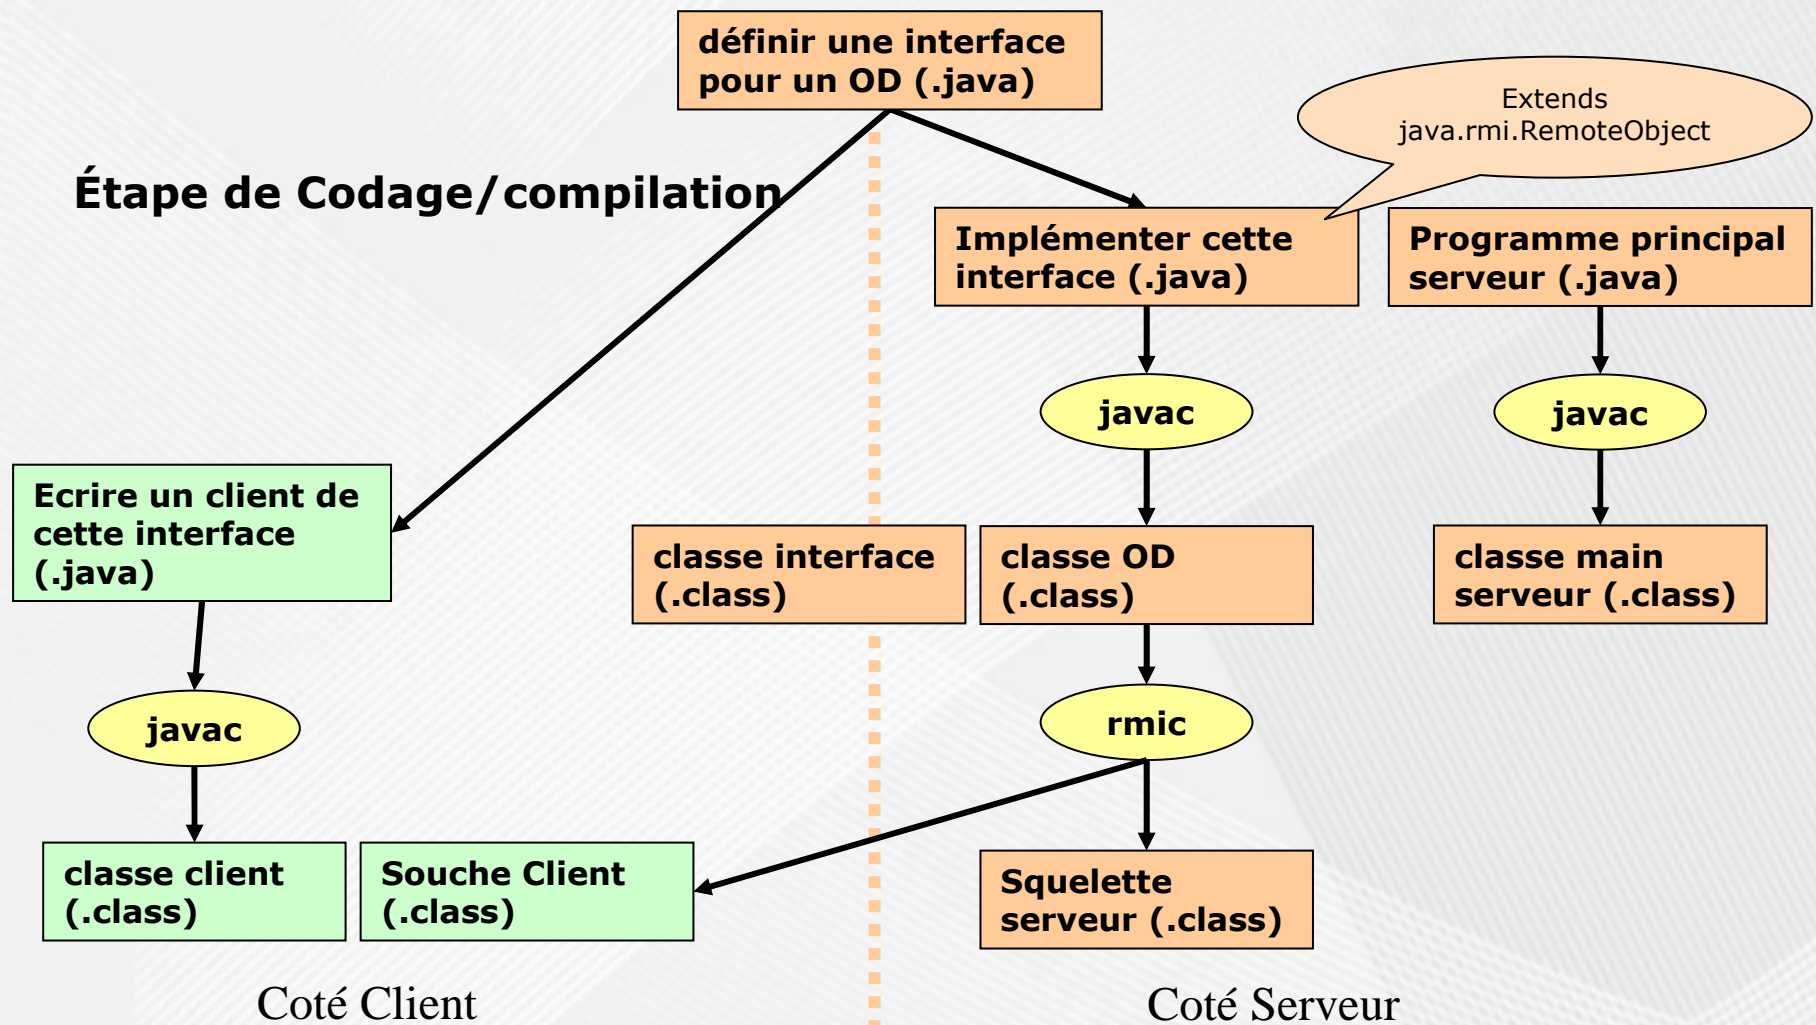 définir une interface
pour un OD (.java)
Extends
java.rmi.RemoteObject
Étape de Codage/compilation
Implémenter cette
interface (.java)
Programme principal
serveur (.java)
javac
javac
Ecrire un client de
cette interface
(.java)
classe interface
(.class)
classe OD
(.class)
classe main
serveur (.class)
javac
rmic
classe client
(.class)
Souche Client
(.class)
Squelette
serveur (.class)
Coté Client
Coté Serveur